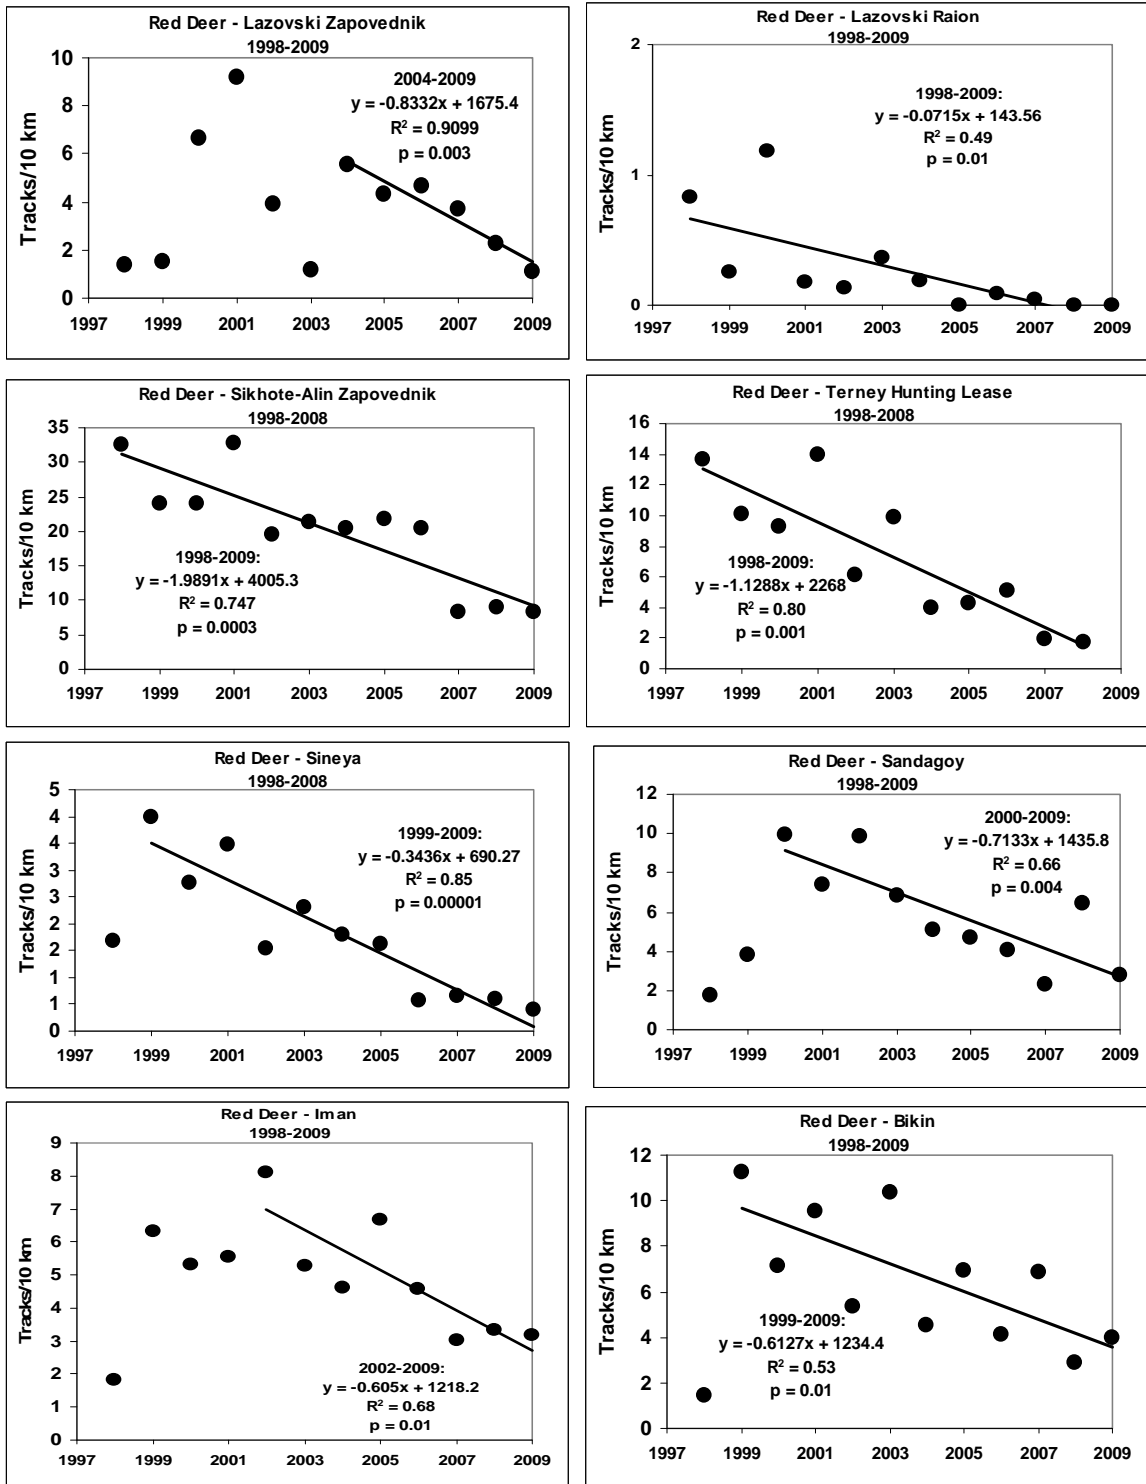 Red Deer - Lazovski Zapovednik
1998-2009
Tracks/10 km
10
8
6
4
2
0
2004-2009
y = -0.8332x + 1675.4
R² = 0.9099
p = 0.003
1997 1999 2001 2003 2005 2007 2009
Red Deer - Lazovski Raion
1998-2009
Tracks/10 km
2
1
0
1998-2009:
y = -0.0715x + 143.56
R² = 0.49
p = 0.01
1997 1999 2001 2003 2005 2007 2009
Red Deer - Sikhote-Alin Zapovednik
1998-2008
Tracks/10 km
35
30
25
20
15
10
5
0
1998-2009:
y = -1.9891x + 4005.3
R² = 0.747
p = 0.0003
1997 1999 2001 2003 2005 2007 2009
Red Deer - Terney Hunting Lease
1998-2008
Tracks/10 km
16
14
12
10
8
6
4
2
0
1998-2009:
y = -1.1288x + 2268
R² = 0.80
p = 0.001
1997 1999 2001 2003 2005 2007 2009
Red Deer - Sineya
1998-2008
Tracks/10 km
5
4
4
3
3
2
2
1
1
0
1999-2009:
y = -0.3436x + 690.27
R² = 0.85
p = 0.00001
1997 1999 2001 2003 2005 2007 2009
Red Deer - Sandagoy
1998-2009
Tracks/10 km
12
10
8
6
4
2
0
2000-2009:
y = -0.7133x + 1435.8
R² = 0.66
p = 0.004
1997 1999 2001 2003 2005 2007 2009
Red Deer - Iman
1998-2009
Tracks/10 km
9
8
7
6
5
4
3
2
1
0
2002-2009:
y = -0.605x + 1218.2
R² = 0.68
p = 0.01
1997 1999 2001 2003 2005 2007 2009
Red Deer - Bikin
1998-2009
Tracks/10 km
12
10
8
6
4
2
0
1999-2009:
y = -0.6127x + 1234.4
R² = 0.53
p = 0.01
1997 1999 2001 2003 2005 2007 2009